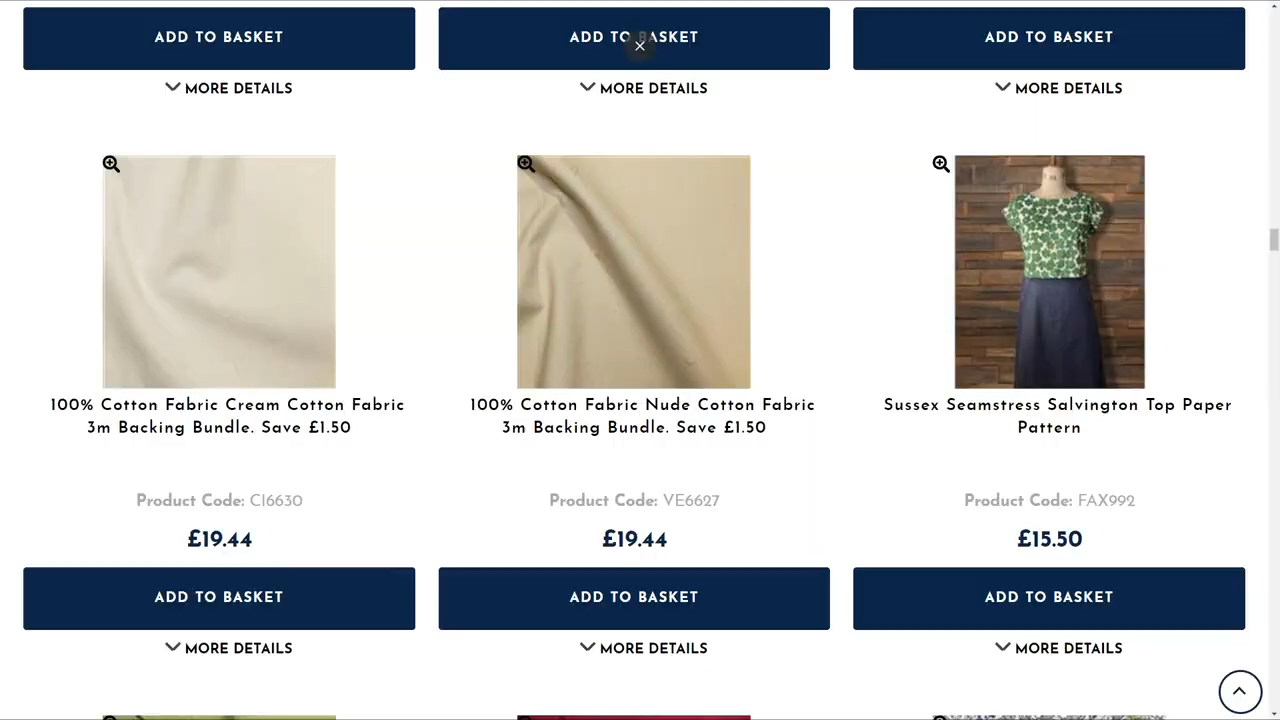 ADD TO BASKET
ADD TO BASKET
ADD TO BASKET
MORE DETAILS
MORE DETAILS
MORE DETAILS
100% Cotton Fabric Cream Cotton Fabric
3m Backing Bundle. Save £1.50
100% Cotton Fabric Nude Cotton Fabric
3m Backing Bundle. Save £1.50
Sussex Seamstress Salvington Top Paper
Pattern
Product Code: CI6630
Product Code: VE6627
Product Code: FAX992
£19.44
£19.44
£15.50
ADD TO BASKET
ADD TO BASKET
ADD TO BASKET
MORE DETAILS
MORE DETAILS
MORE DETAILS